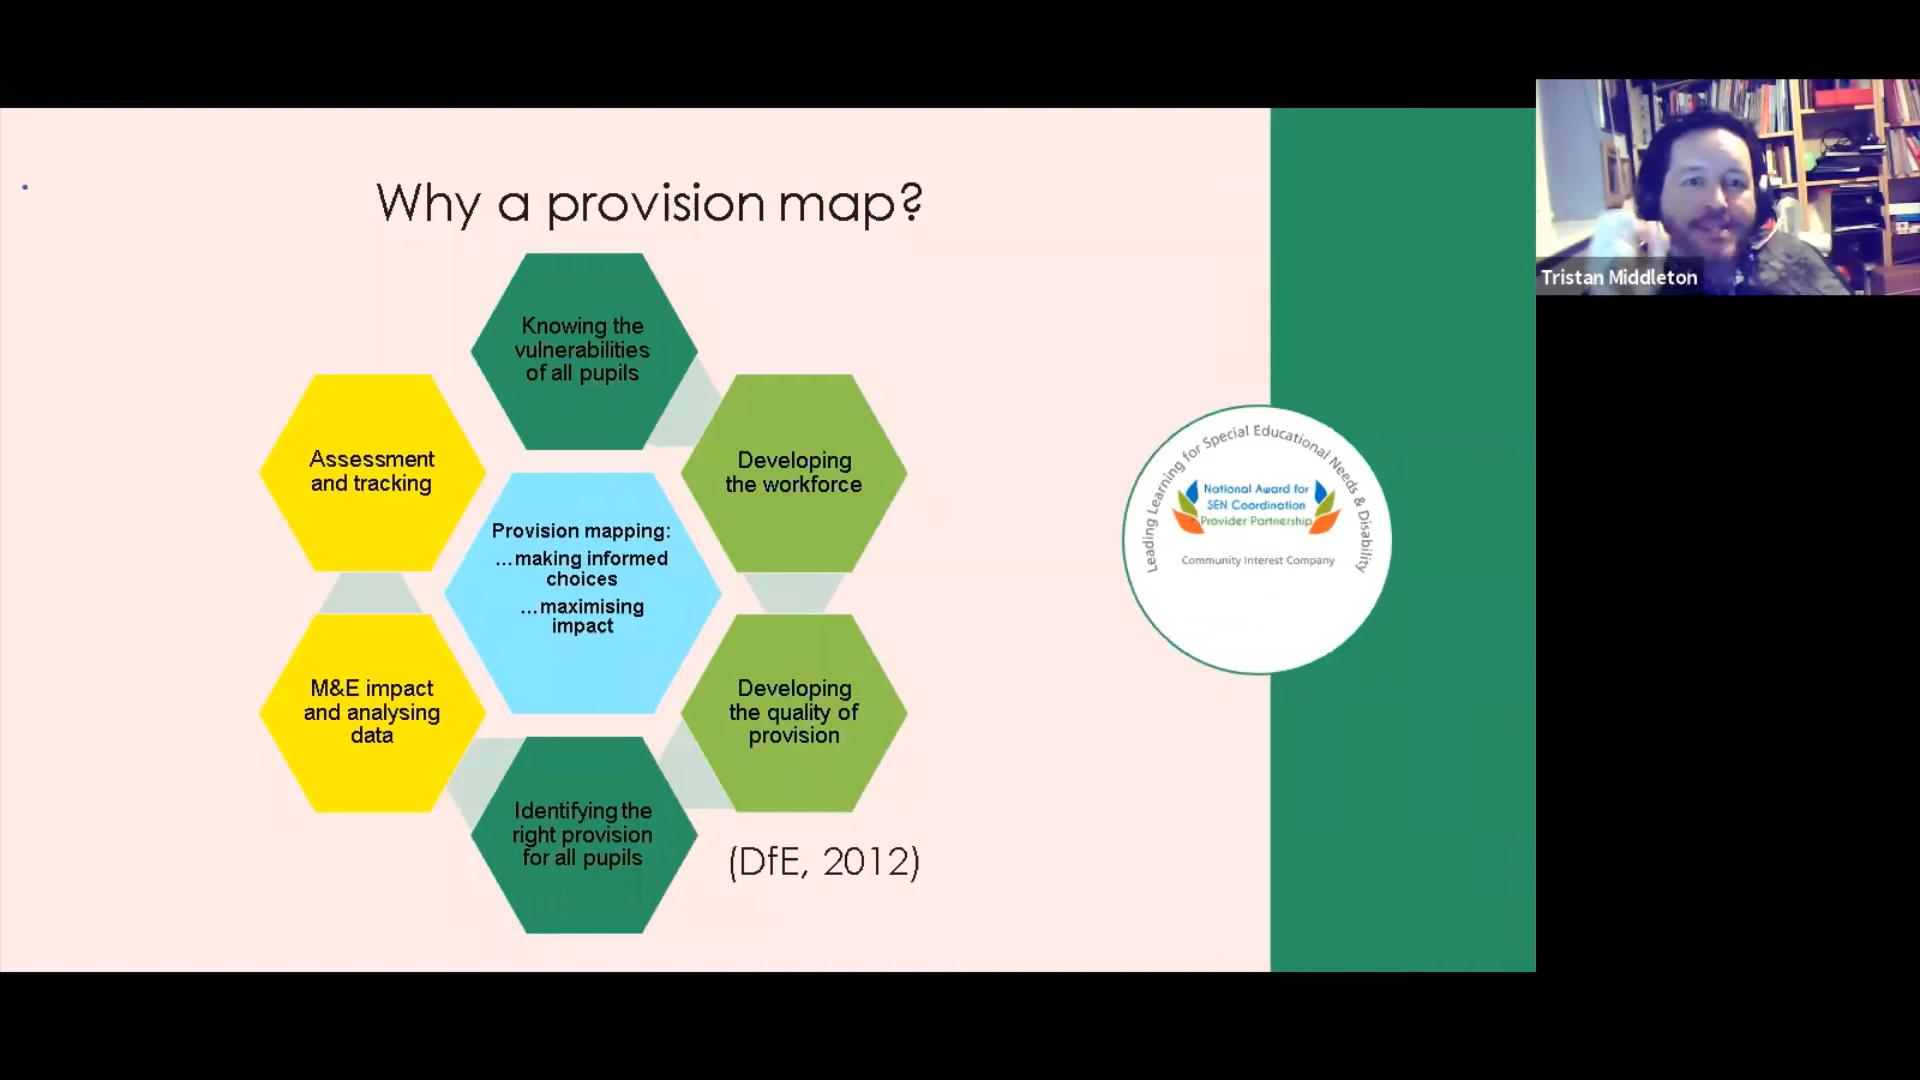 Why a provision map?
Knowing the
vulnerabilities
of all pupils
Assessment
and tracking
Developing
the workforce
Provision mapping:
...making informed
choices
...maximising
impact
M&E impact
and analysing
data
Developing
the quality of
provision
Identifying the
right provision
for all pupils
(DfE, 2012)
Leading Learning for Special Educational Needs & Disability
National Award for
SEN Coordination
Provider Partnership
Community Interest Company
Tristan Middleton